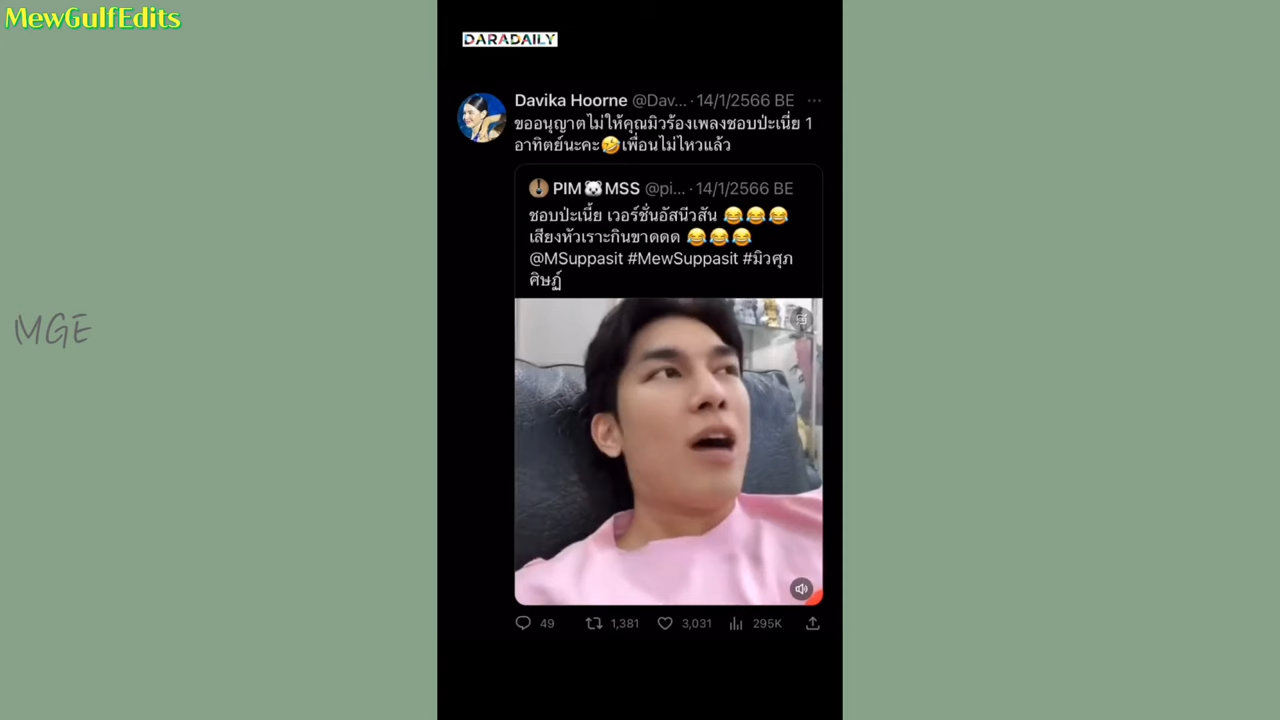 MewGulfEdits
DARADAILY
Davika Hoorne @Dav... · 14/1/2566 BE ...
ขออนุญาตไม่ให้คุณมิวร้องเพลงชอบป่ะเนี่ย 1
อาทิตย์นะคะ🤣เพื่อนไม่ไหวแล้ว
PIM🐼MSS @pi... · 14/1/2566 BE
ชอบป่ะเนี้ย เวอร์ชั่นอัสนีวสัน 😂😂😂
เสียงหัวเราะกินขาดดด 😂😂😂
@MSuppasit #MewSuppasit #มิวศุภ
ศิษฏ์
MGE
49 1,381 3,031 295K